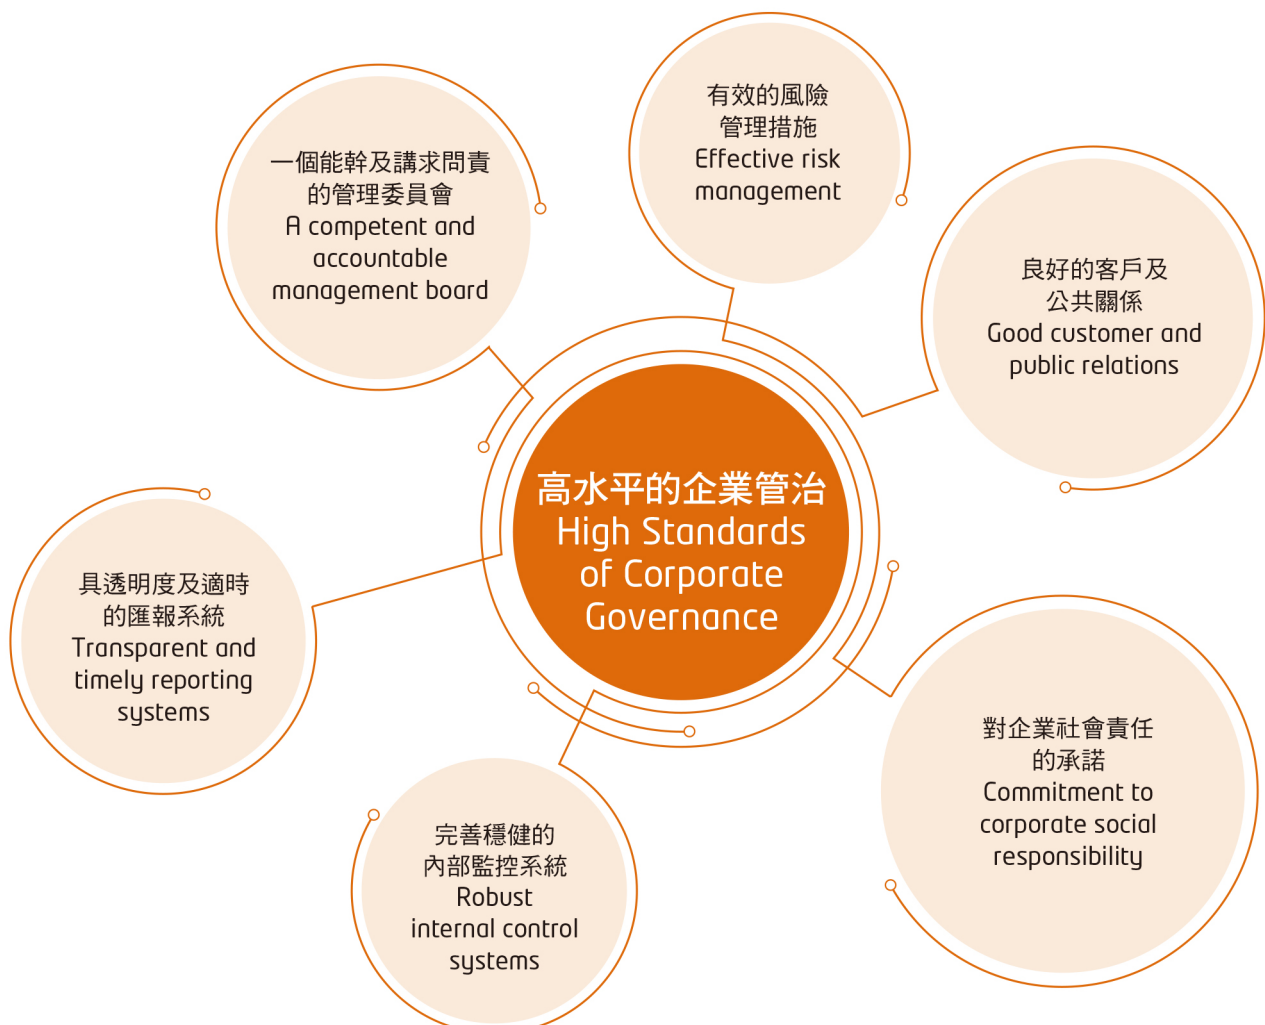 有效的風險
管理措施
Effective risk
management
一個能幹及講求問責
的管理委員會
A competent and
accountable
management board
良好的客戶及
公共關係
Good customer and
public relations
高水平的企業管治
High Standards
of Corporate
Governance
具透明度及適時
的匯報系統
Transparent and
timely reporting
systems
對企業社會責任
的承諾
Commitment to
corporate social
responsibility
完善穩健的
內部監控系統
Robust
internal control
systems